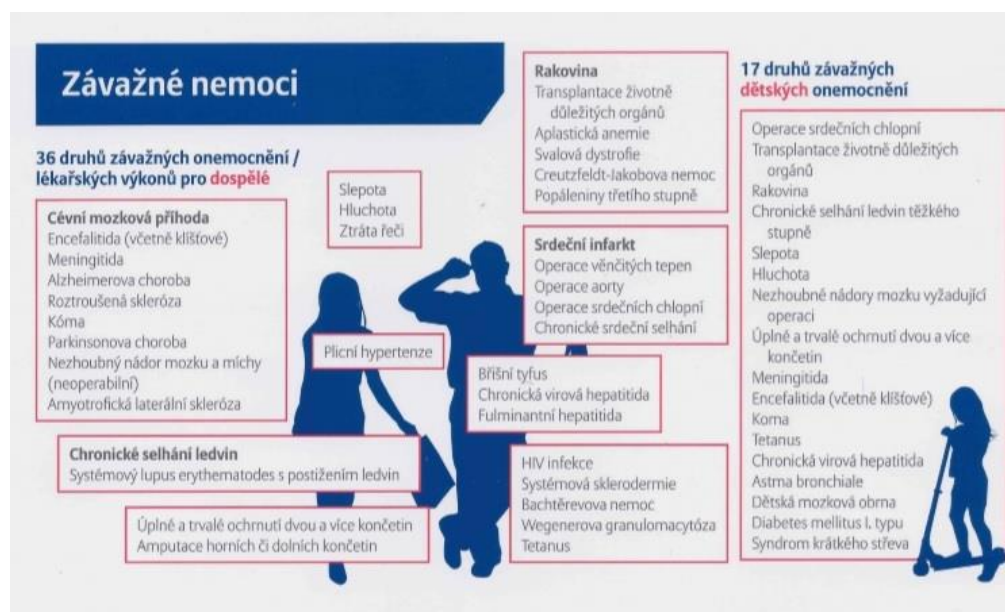 Závažné nemoci
36 druhů závažných onemocnění /
lékařských výkonů pro dospělé
Cévní mozková příhoda
Encefalitida (včetně klíšťové)
Meningitida
Alzheimerova choroba
Roztroušená skleróza
Kóma
Parkinsonova choroba
Nezhoubný nádor mozku a míchy
(neoperabilní)
Amyotrofická laterální skleróza
Chronické selhání ledvin
Systémový lupus erythematodes s postižením ledvin
Úplné a trvalé ochrnutí dvou a více končetin
Amputace horních či dolních končetin
Slepota
Hluchota
Ztráta řeči
Plicní hypertenze
Rakovina
Transplantace životně
důležitých orgánů
Aplastická anemie
Svalová dystrofie
Creutzfeldt-Jakobova nemoc
Popáleniny třetího stupně
Srdeční infarkt
Operace věnčitých tepen
Operace aorty
Operace srdečních chlopní
Chronické srdeční selhání
Břišní tyfus
Chronická virová hepatitida
Fulminantní hepatitida
HIV infekce
Systémová sklerodermie
Bachtěrevova nemoc
Wegenerova granulomacytóza
Tetanus
17 druhů závažných
dětských onemocnění
Operace srdečních chlopní
Transplantace životně důležitých
orgánů
Rakovina
Chronické selhání ledvin těžkého
stupně
Slepota
Hluchota
Nezhoubné nádory mozku vyžadující
operaci
Úplné a trvalé ochrnutí dvou a více
končetin
Meningitida
Encefalitida (včetně klíšťové)
Koma
Tetanus
Chronická virová hepatitida
Astma bronchiale
Dětská mozková obrna
Diabetes mellitus I. typu
Syndrom krátkého střeva